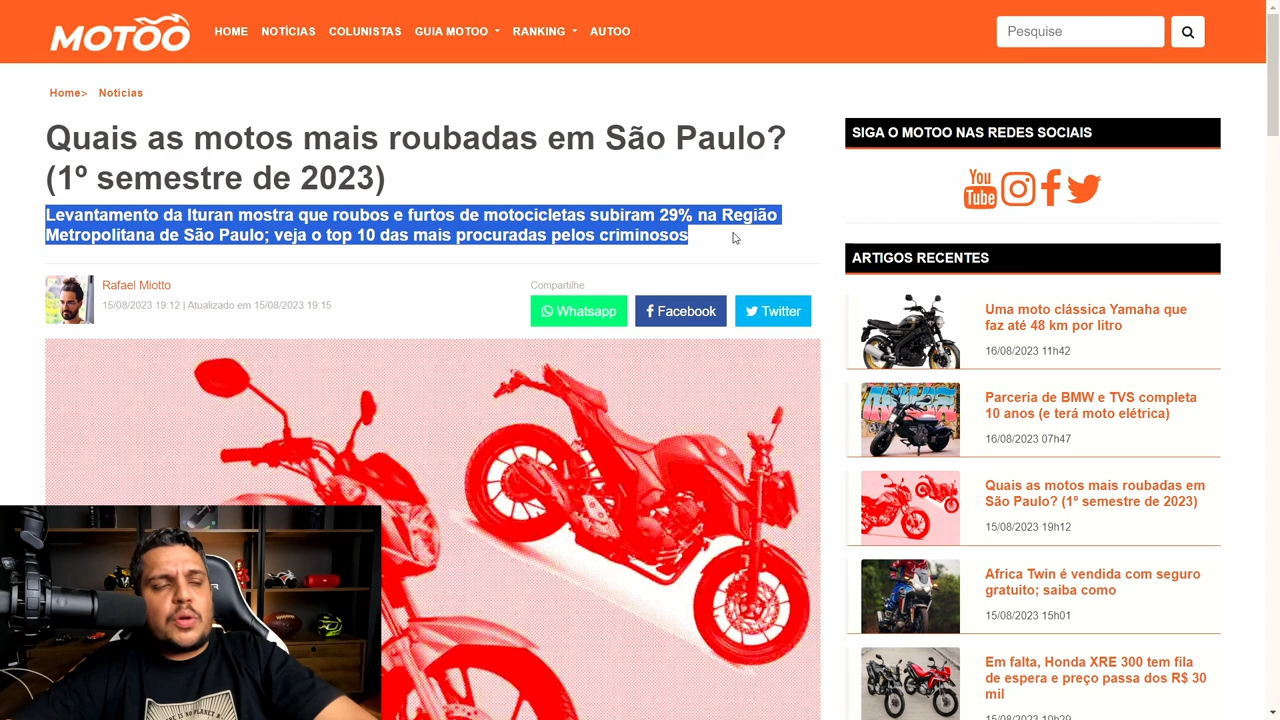 MOTOO
HOME NOTÍCIAS COLUNISTAS GUIA MOTOO RANKING AUTOO
Pesquise
Home> Noticias
Quais as motos mais roubadas em São Paulo?
(1º semestre de 2023)
Levantamento da Ituran mostra que roubos e furtos de motocicletas subiram 29% na Região
Metropolitana de São Paulo; veja o top 10 das mais procuradas pelos criminosos
Rafael Miotto
15/08/2023 19:12 | Atualizado em 15/08/2023 19:15
Compartilhe
Whatsapp
Facebook
Twitter
SIGA O MOTOO NAS REDES SOCIAIS
You
Tube
ARTIGOS RECENTES
Uma moto clássica Yamaha que
faz até 48 km por litro
16/08/2023 11h42
Parceria de BMW e TVS completa
10 anos (e terá moto elétrica)
16/08/2023 07h47
Quais as motos mais roubadas em
São Paulo? (1º semestre de 2023)
15/08/2023 19h12
Africa Twin é vendida com seguro
gratuito; saiba como
15/08/2023 15h01
Em falta, Honda XRE 300 tem fila
de espera e preço passa dos R$ 30
mil
15/08/2023 10h29